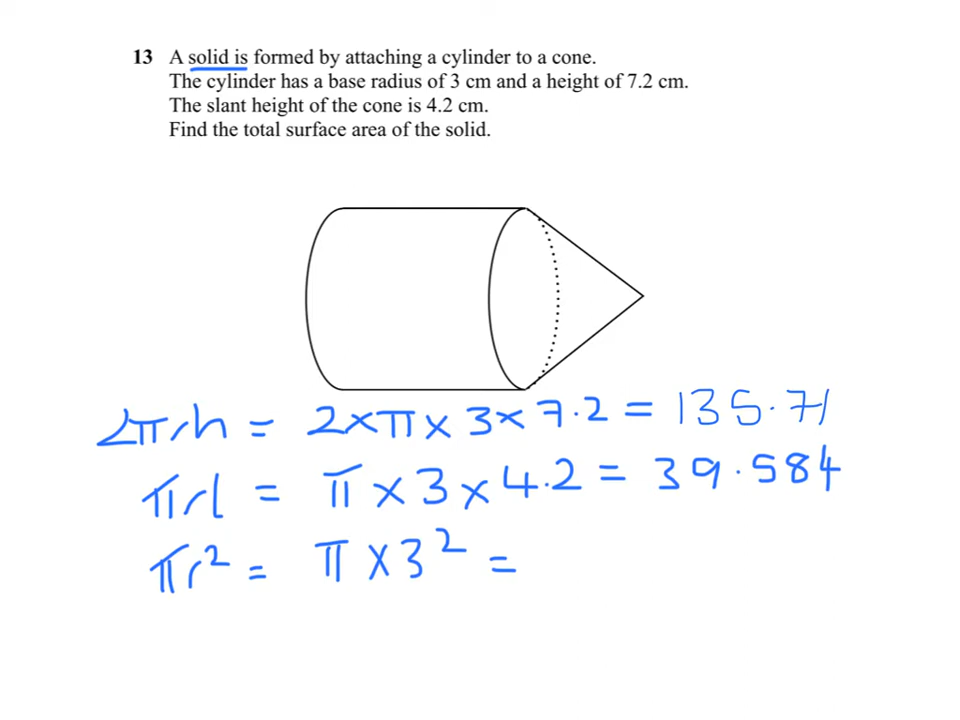 13 A solid is formed by attaching a cylinder to a cone.
The cylinder has a base radius of 3 cm and a height of 7.2 cm.
The slant height of the cone is 4.2 cm.
Find the total surface area of the solid.
2πrh = 2×π×3×7.2 = 135.71
πrl = π×3×4.2 = 39.584
πr² = π×3² =